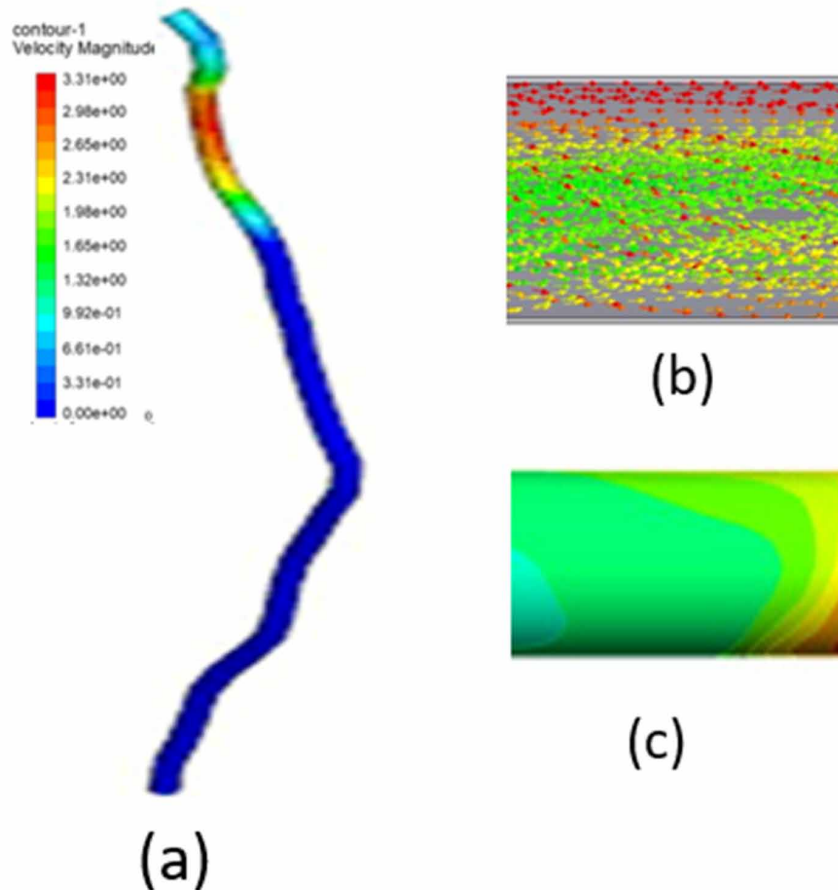 contour-1
Velocity Magnitude
3.31e+00
2.98e+00
2.65e+00
2.31e+00
1.98e+00
1.65e+00
1.32e+00
9.92e-01
6.61e-01
3.31e-01
0.00e+00
(a)
(b)
(c)